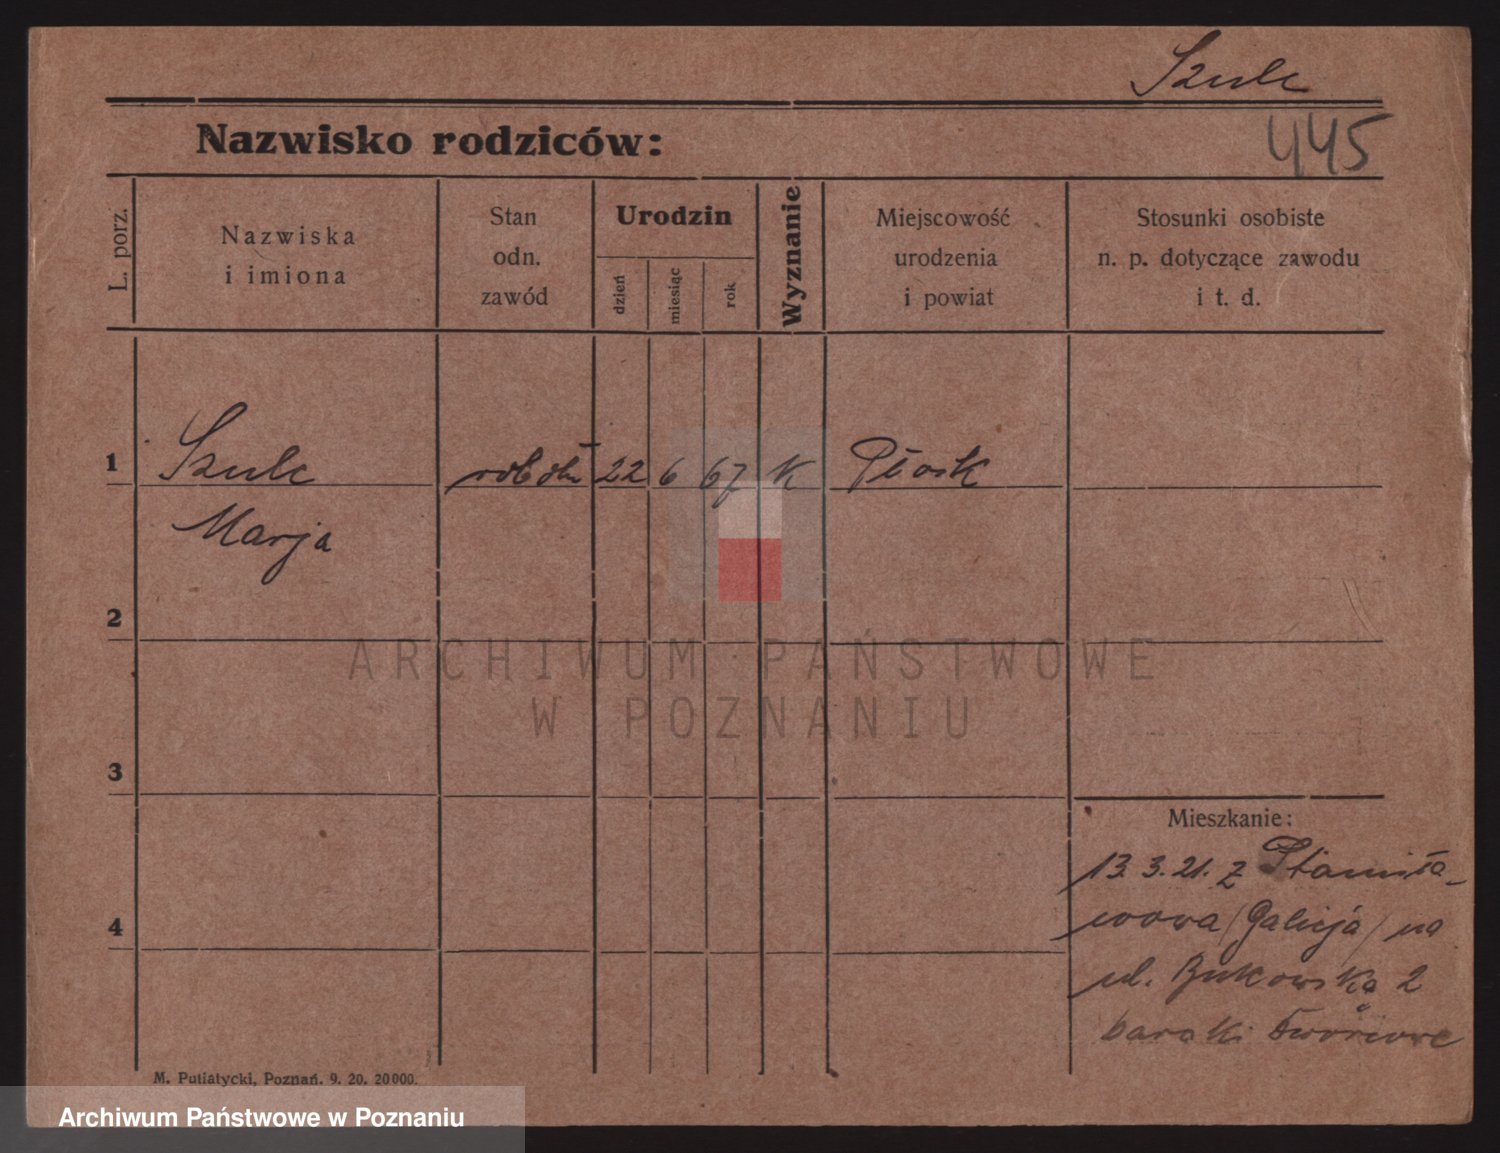 Szulc
Nazwisko rodziców:
445
L. porz.
Nazwiska
i imiona
Stan
odn.
zawód
Urodzin
dzień
miesiąc
rok
Wyznanie
Miejscowość
urodzenia
i powiat
Stosunki osobiste
n. p. dotyczące zawodu
i t. d.
1 Szulc 22 6 67 K Płock
Marja
2
3
4
Mieszkanie:
13.3.21. z Stanisła-
wowa /Galicja/ na
ul. Bukowską 2
baraki
M. Putiatycki, Poznań. 9. 20. 20000.
ARCHIWUM PAŃSTWOWE
W POZNANIU
Archiwum Państwowe w Poznaniu